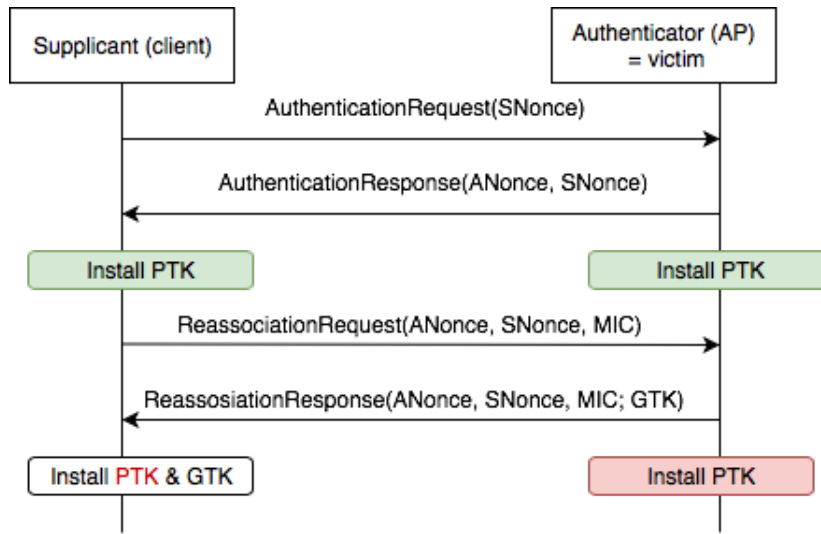 Supplicant (client)
Authenticator (AP)
= victim
AuthenticationRequest(SNonce)
AuthenticationResponse(ANonce, SNonce)
Install PTK
Install PTK
ReassociationRequest(ANonce, SNonce, MIC)
ReassosiationResponse(ANonce, SNonce, MIC; GTK)
Install PTK & GTK
Install PTK